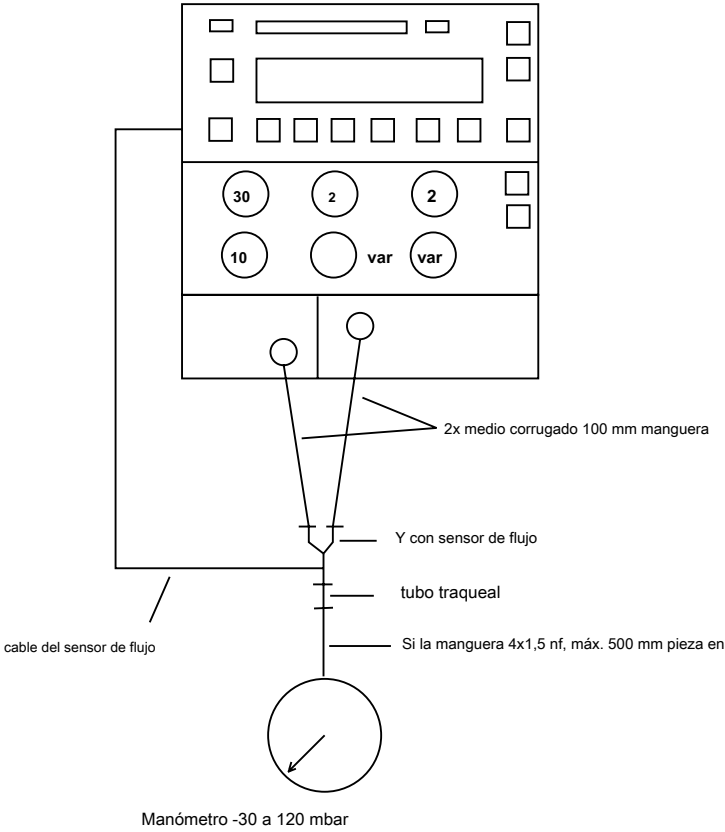 30
2
2
10
var
var
2x medio corrugado 100 mm manguera
Y con sensor de flujo
tubo traqueal
cable del sensor de flujo
Si la manguera 4x1,5 nf, máx. 500 mm pieza en
Manómetro -30 a 120 mbar